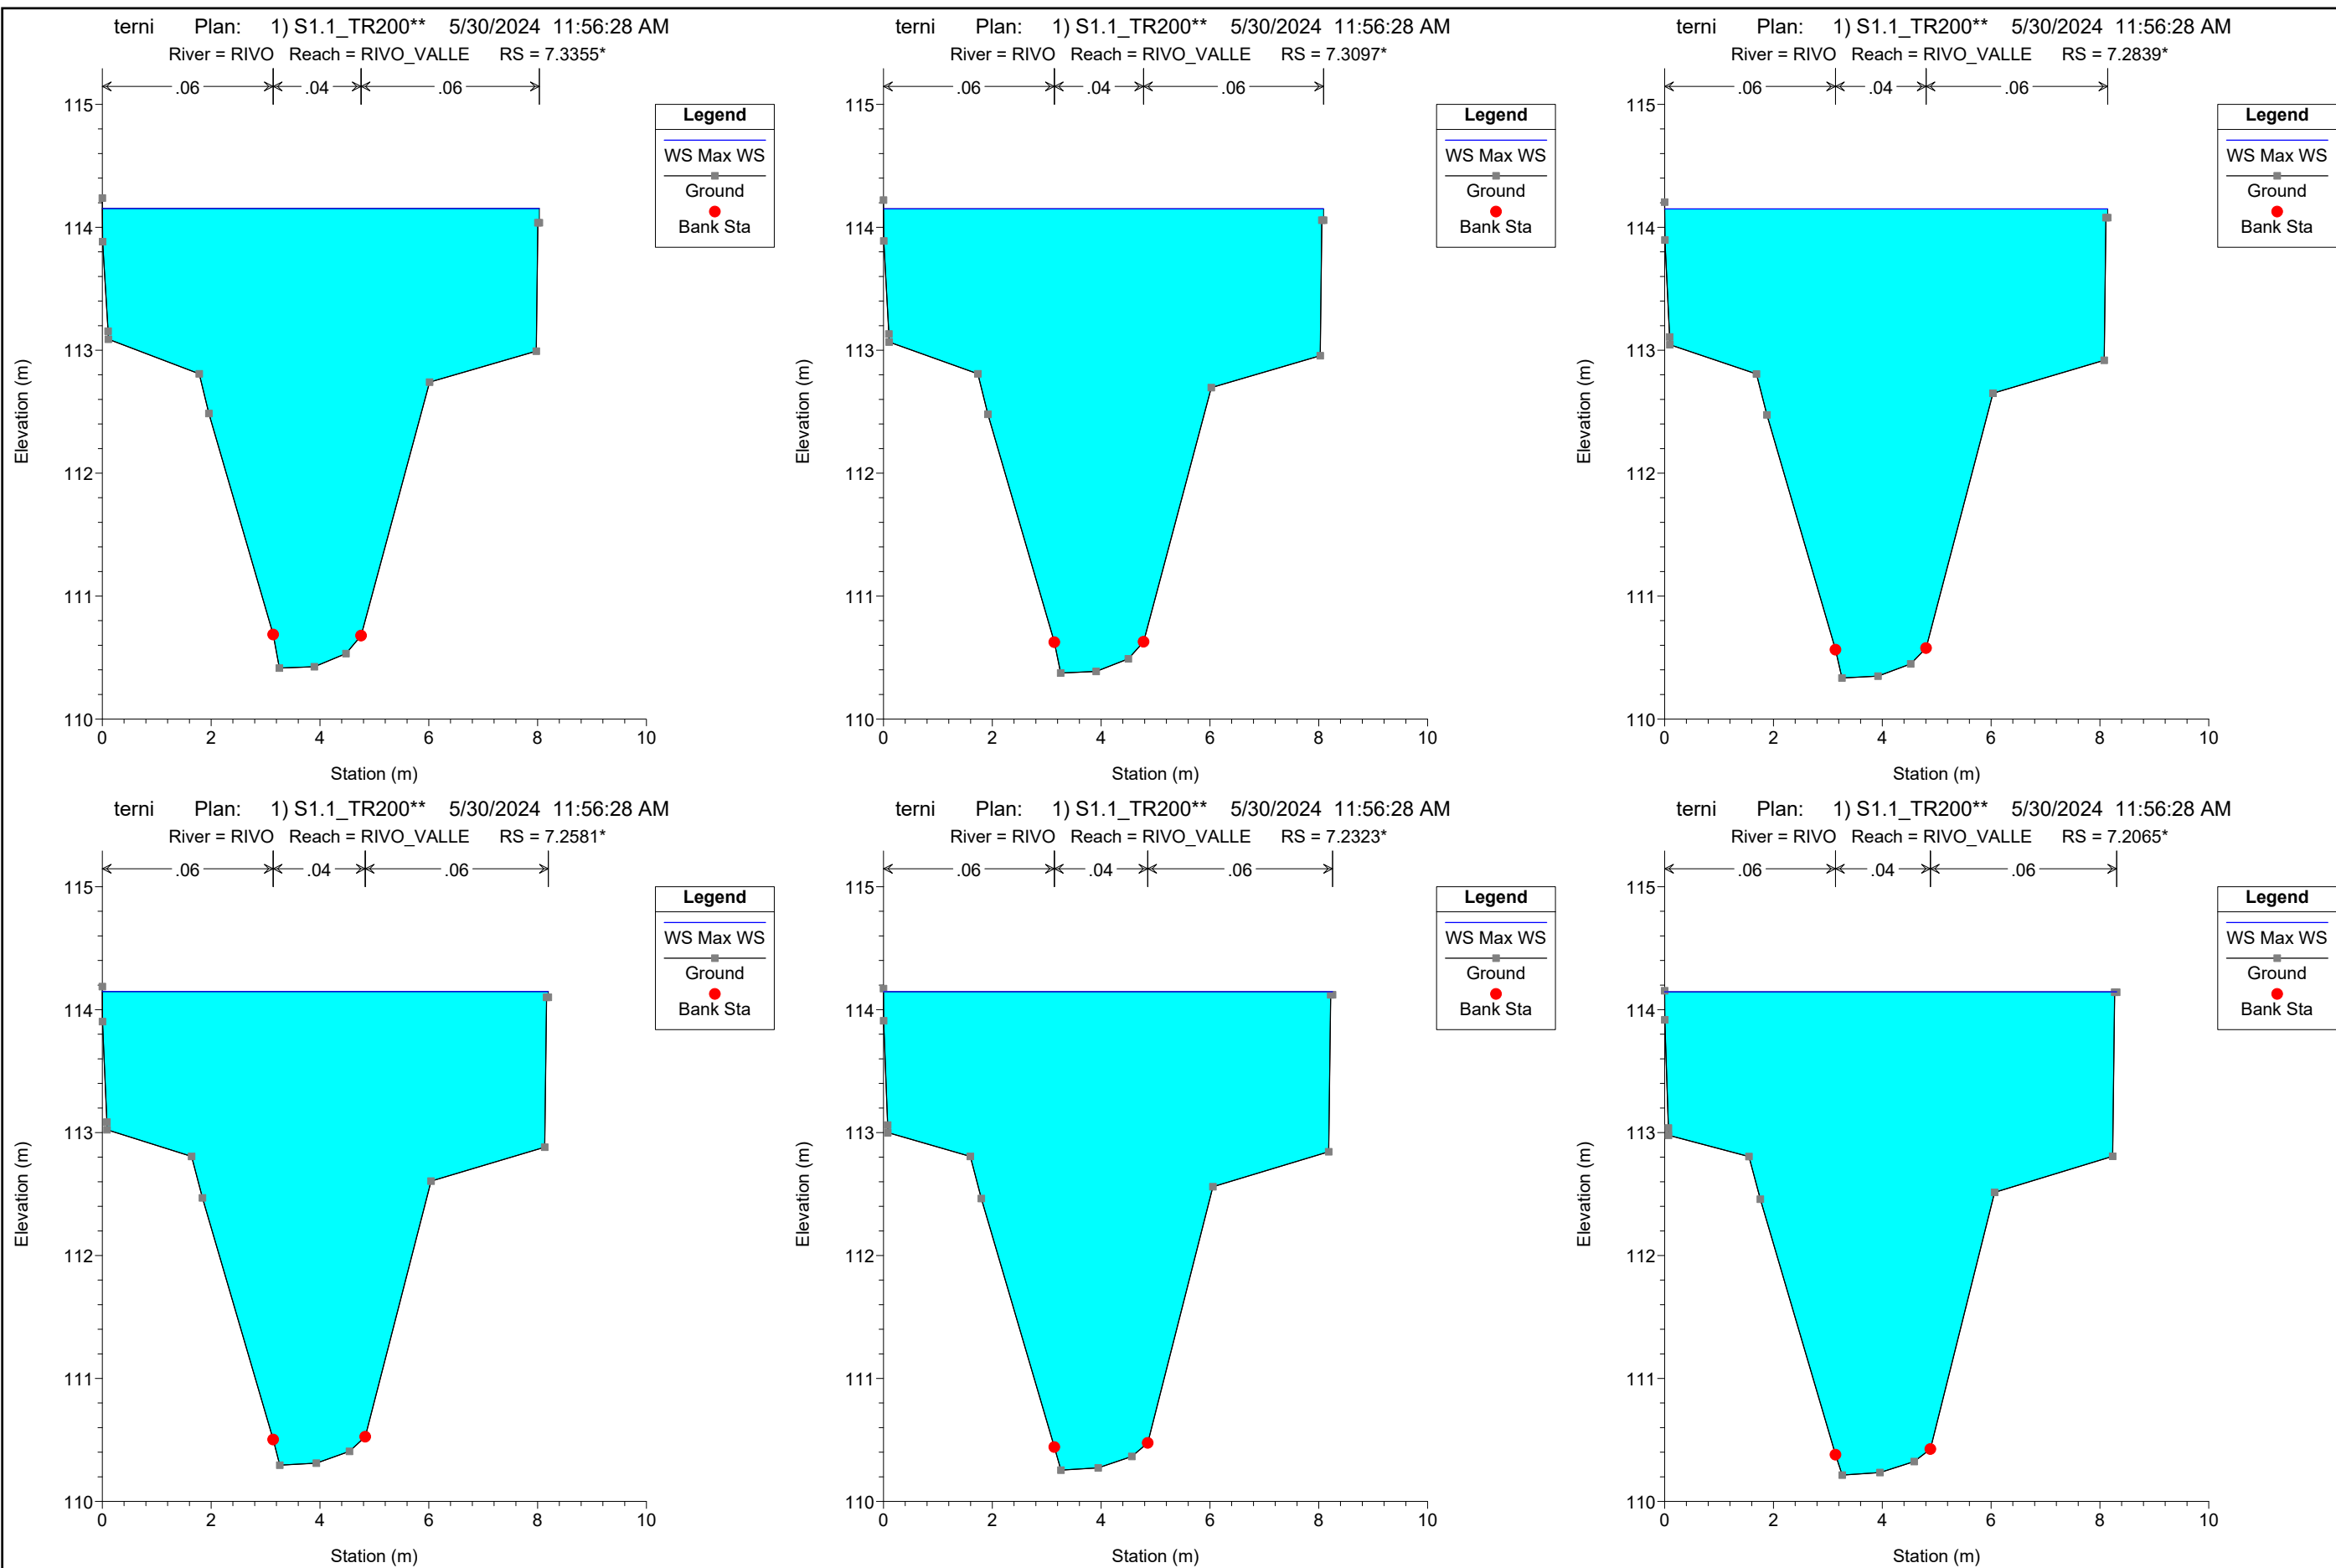 terni Plan: 1) S1.1_TR200** 5/30/2024 11:56:28 AM
River = RIVO Reach = RIVO_VALLE RS = 7.3355*
.06 .04 .06
115
114
113
112
111
110
Elevation (m)
0 2 4 6 8 10
Station (m)
Legend
WS Max WS
Ground
Bank Sta
terni Plan: 1) S1.1_TR200** 5/30/2024 11:56:28 AM
River = RIVO Reach = RIVO_VALLE RS = 7.3097*
.06 .04 .06
115
114
113
112
111
110
Elevation (m)
0 2 4 6 8 10
Station (m)
Legend
WS Max WS
Ground
Bank Sta
terni Plan: 1) S1.1_TR200** 5/30/2024 11:56:28 AM
River = RIVO Reach = RIVO_VALLE RS = 7.2839*
.06 .04 .06
115
114
113
112
111
110
Elevation (m)
0 2 4 6 8 10
Station (m)
Legend
WS Max WS
Ground
Bank Sta
terni Plan: 1) S1.1_TR200** 5/30/2024 11:56:28 AM
River = RIVO Reach = RIVO_VALLE RS = 7.2581*
.06 .04 .06
115
114
113
112
111
110
Elevation (m)
0 2 4 6 8 10
Station (m)
Legend
WS Max WS
Ground
Bank Sta
terni Plan: 1) S1.1_TR200** 5/30/2024 11:56:28 AM
River = RIVO Reach = RIVO_VALLE RS = 7.2323*
.06 .04 .06
115
114
113
112
111
110
Elevation (m)
0 2 4 6 8 10
Station (m)
Legend
WS Max WS
Ground
Bank Sta
terni Plan: 1) S1.1_TR200** 5/30/2024 11:56:28 AM
River = RIVO Reach = RIVO_VALLE RS = 7.2065*
.06 .04 .06
115
114
113
112
111
110
Elevation (m)
0 2 4 6 8 10
Station (m)
Legend
WS Max WS
Ground
Bank Sta